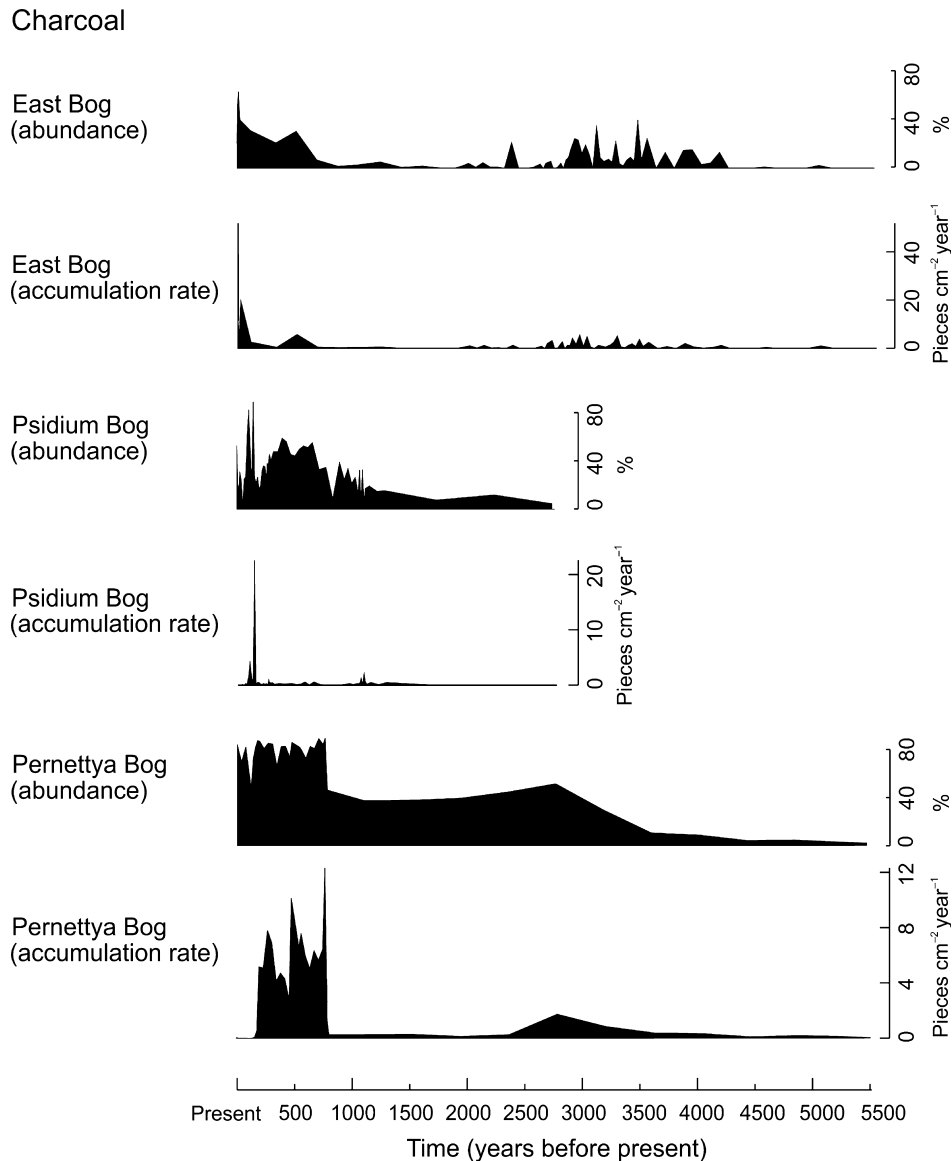 Charcoal
East Bog
(abundance)
80
40
0
%
East Bog
(accumulation rate)
40
20
0
Pieces cm⁻² year⁻¹
Psidium Bog
(abundance)
80
40
0
%
Psidium Bog
(accumulation rate)
20
10
0
Pieces cm⁻² year⁻¹
Pernettya Bog
(abundance)
80
40
0
%
Pernettya Bog
(accumulation rate)
12
8
4
0
Pieces cm⁻² year⁻¹
Present 500 1000 1500 2000 2500 3000 3500 4000 4500 5000 5500
Time (years before present)